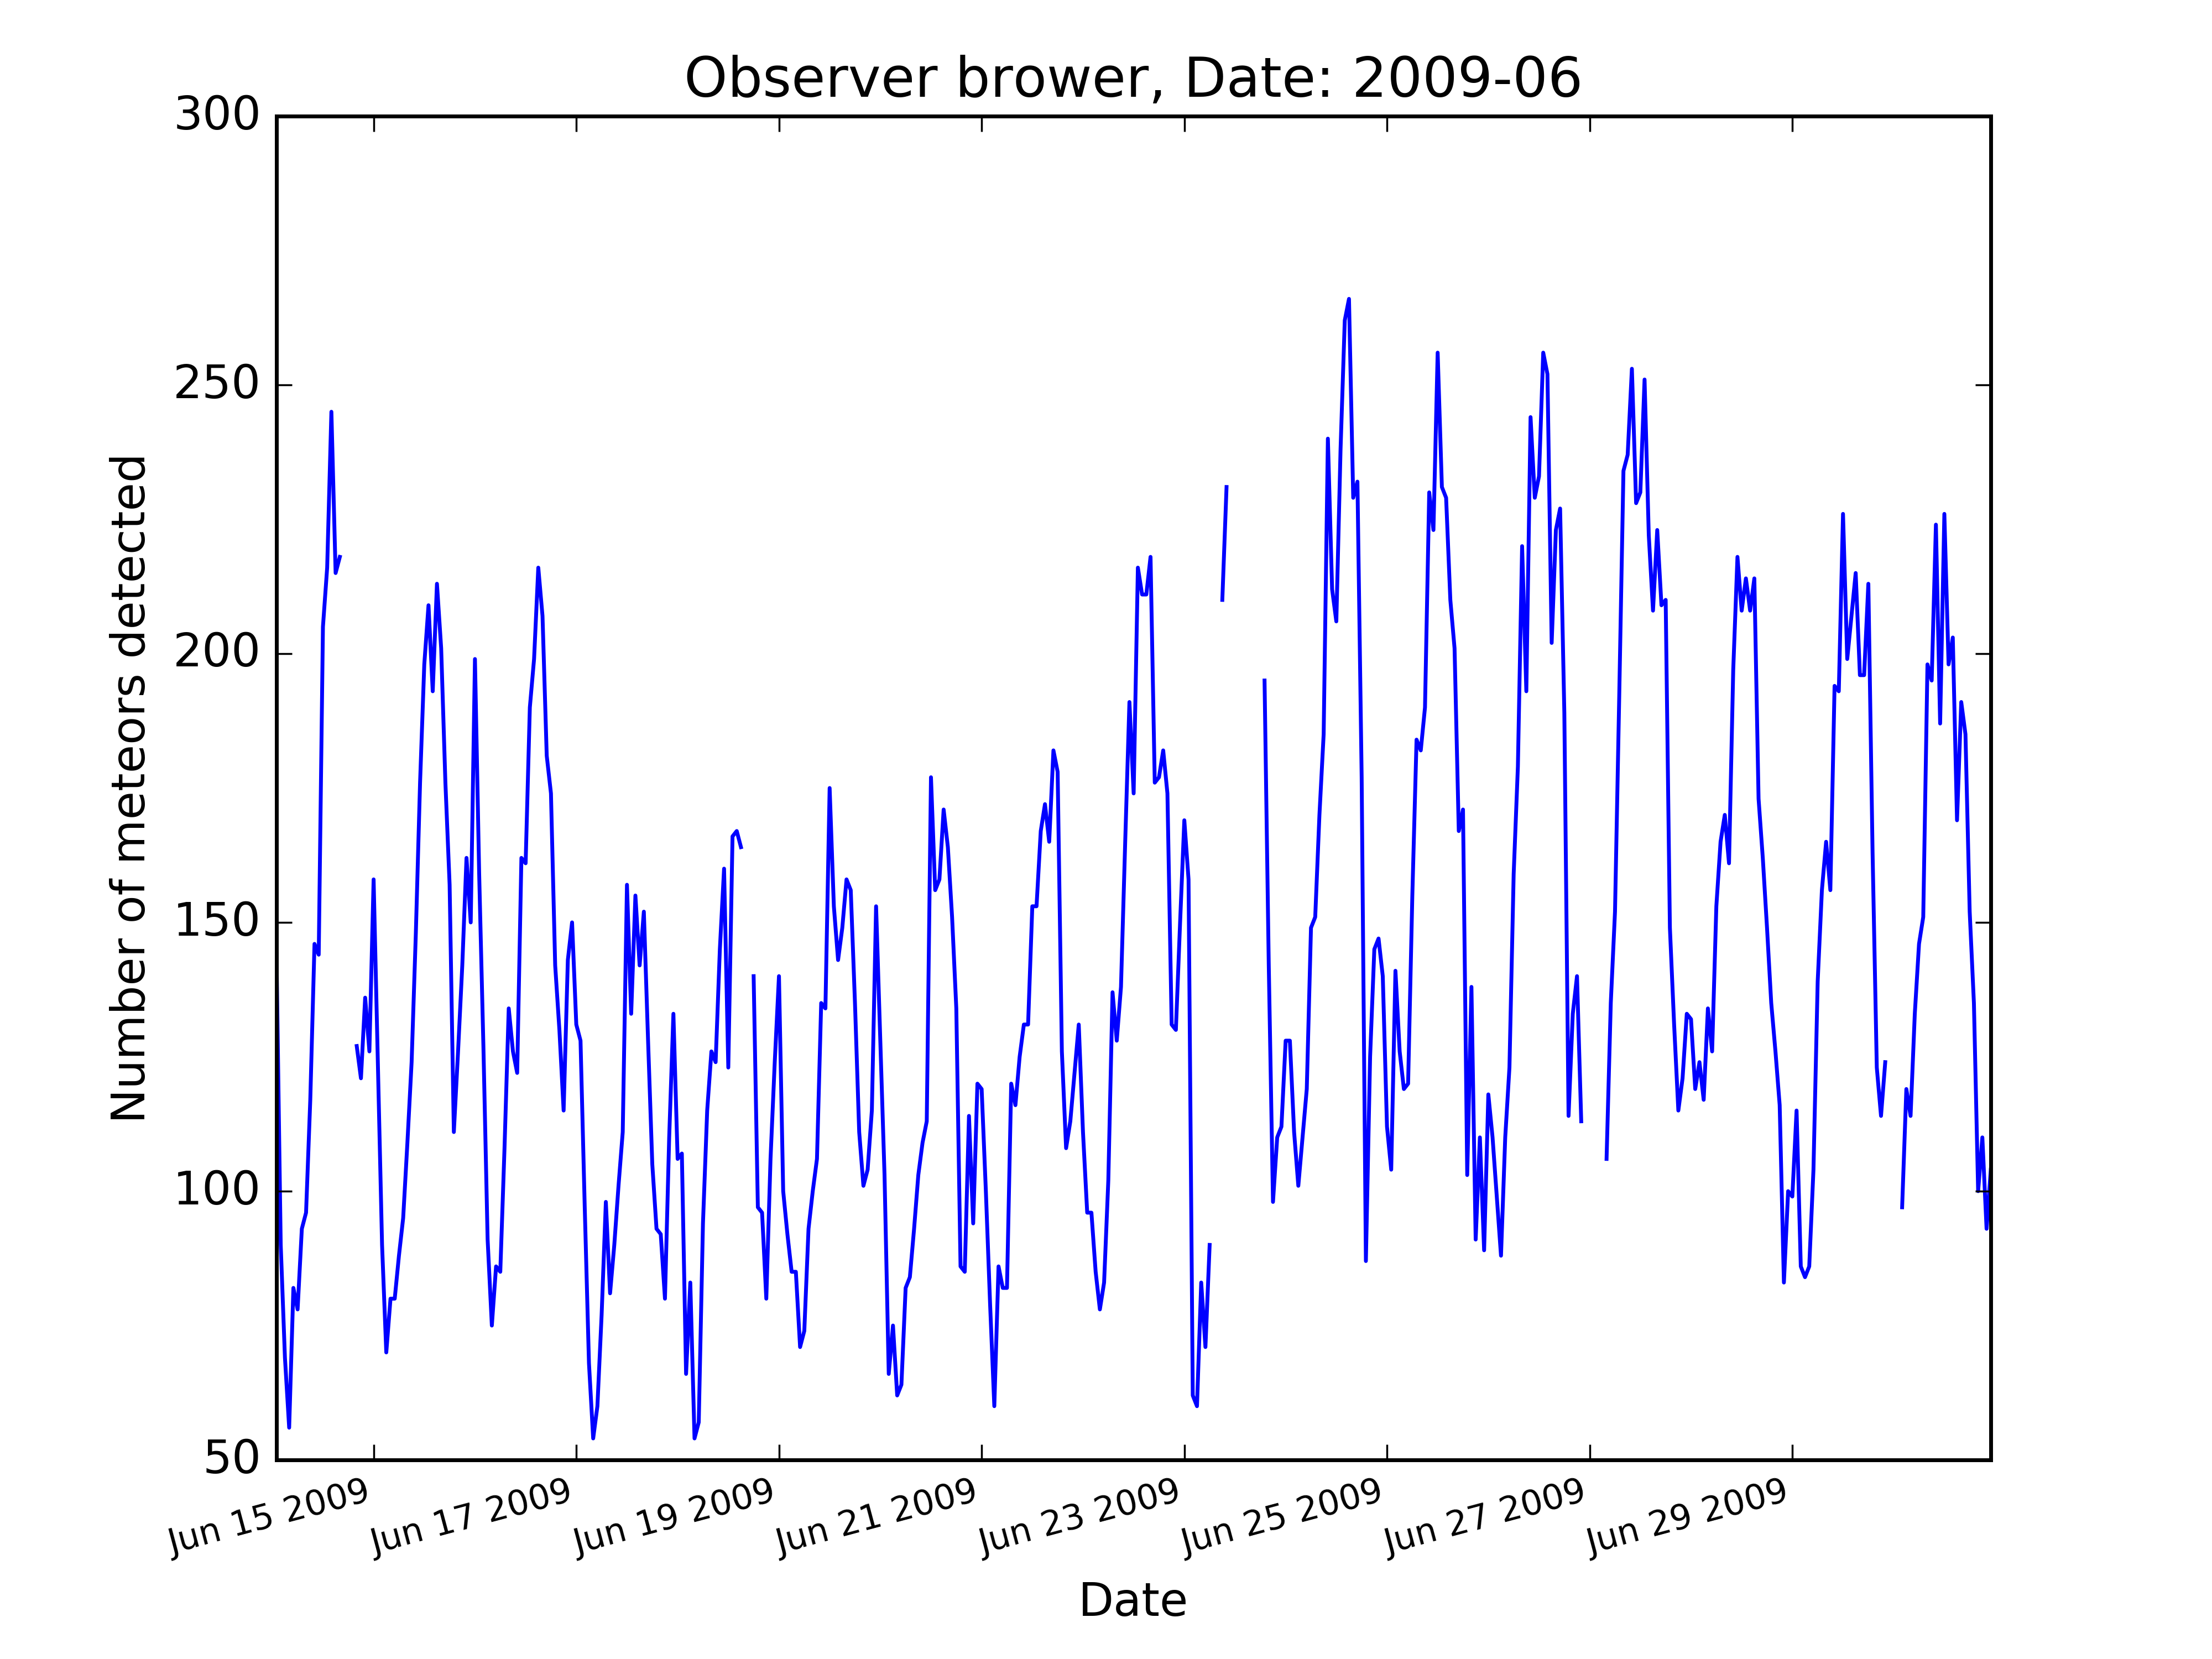 Observer brower, Date: 2009-06
300
250
200
150
100
50
Number of meteors detected
Jun 15 2009
Jun 17 2009
Jun 19 2009
Jun 21 2009
Jun 23 2009
Jun 25 2009
Jun 27 2009
Jun 29 2009
Date